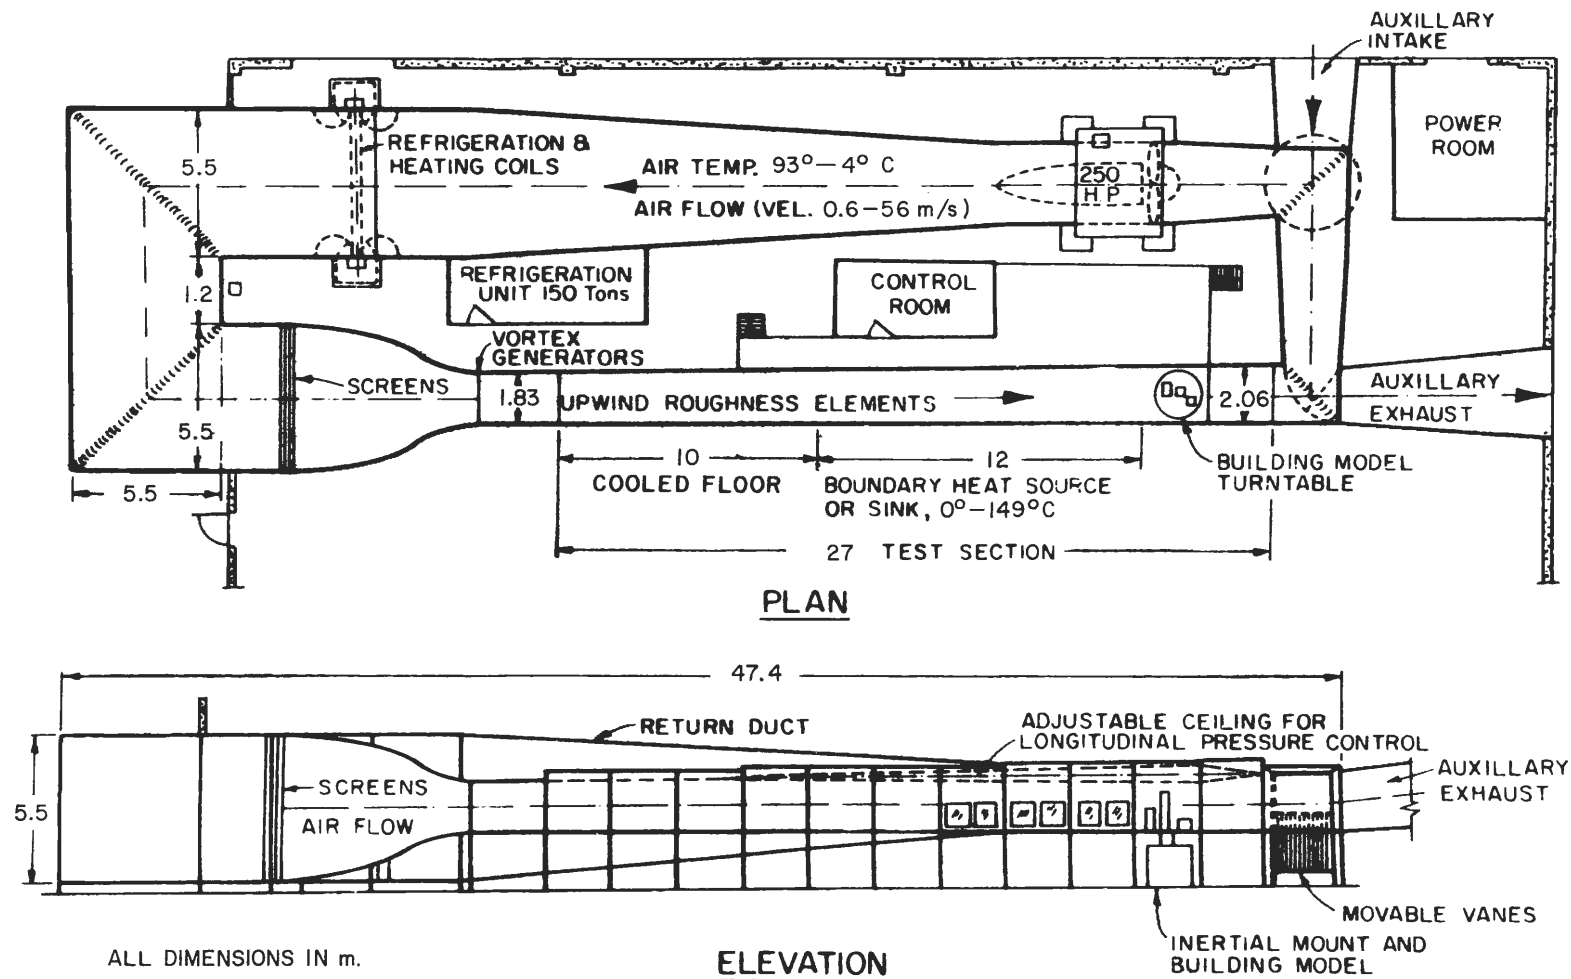 AUXILLARY
INTAKE
POWER
ROOM
5.5
REFRIGERATION &
HEATING COILS
AIR TEMP. 93°–4° C
AIR FLOW (VEL. 0.6–56 m/s)
250
HP
1.2
REFRIGERATION
UNIT 150 Tons
CONTROL
ROOM
VORTEX
GENERATORS
SCREENS
1.83
UPWIND ROUGHNESS ELEMENTS
2.06
AUXILLARY
EXHAUST
5.5
5.5
10
COOLED FLOOR
12
BOUNDARY HEAT SOURCE
OR SINK, 0°–149°C
BUILDING MODEL
TURNTABLE
27 TEST SECTION
PLAN
47.4
RETURN DUCT
ADJUSTABLE CEILING FOR
LONGITUDINAL PRESSURE CONTROL
AUXILLARY
EXHAUST
5.5
SCREENS
AIR FLOW
MOVABLE VANES
INERTIAL MOUNT AND
BUILDING MODEL
ALL DIMENSIONS IN m.
ELEVATION